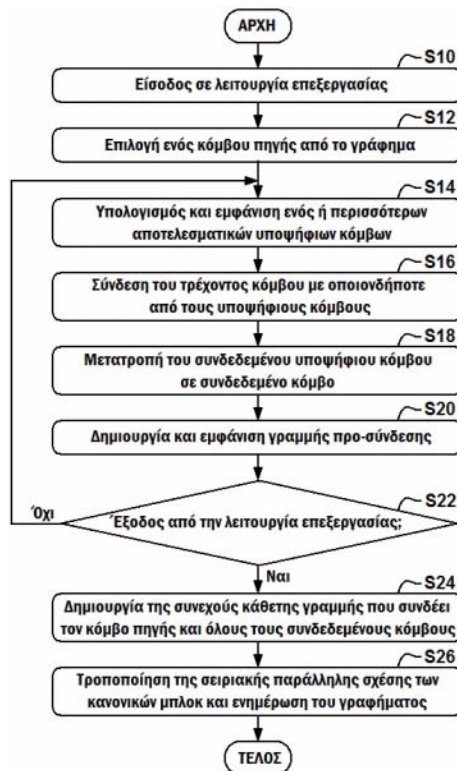 ΑΡΧΗ
S10
Είσοδος σε λειτουργία επεξεργασίας
S12
Επιλογή ενός κόμβου πηγής από το γράφημα
S14
Υπολογισμός και εμφάνιση ενός ή περισσότερων
αποτελεσματικών υποψήφιων κόμβων
S16
Σύνδεση του τρέχοντος κόμβου με οποιονδήποτε
από τους υποψήφιους κόμβους
S18
Μετατροπή του συνδεδεμένου υποψήφιου κόμβου
σε συνδεδεμένο κόμβο
S20
Δημιουργία και εμφάνιση γραμμής προ-σύνδεσης
S22
Όχι
Έξοδος από την λειτουργία επεξεργασίας;
Ναι
S24
Δημιουργία της συνεχούς κάθετης γραμμής που συνδέει
τον κόμβο πηγής και όλους τους συνδεδεμένους κόμβους
S26
Τροποποίηση της σειριακής παράλληλης σχέσης των
κανονικών μπλοκ και ενημέρωση του γραφήματος
ΤΕΛΟΣ